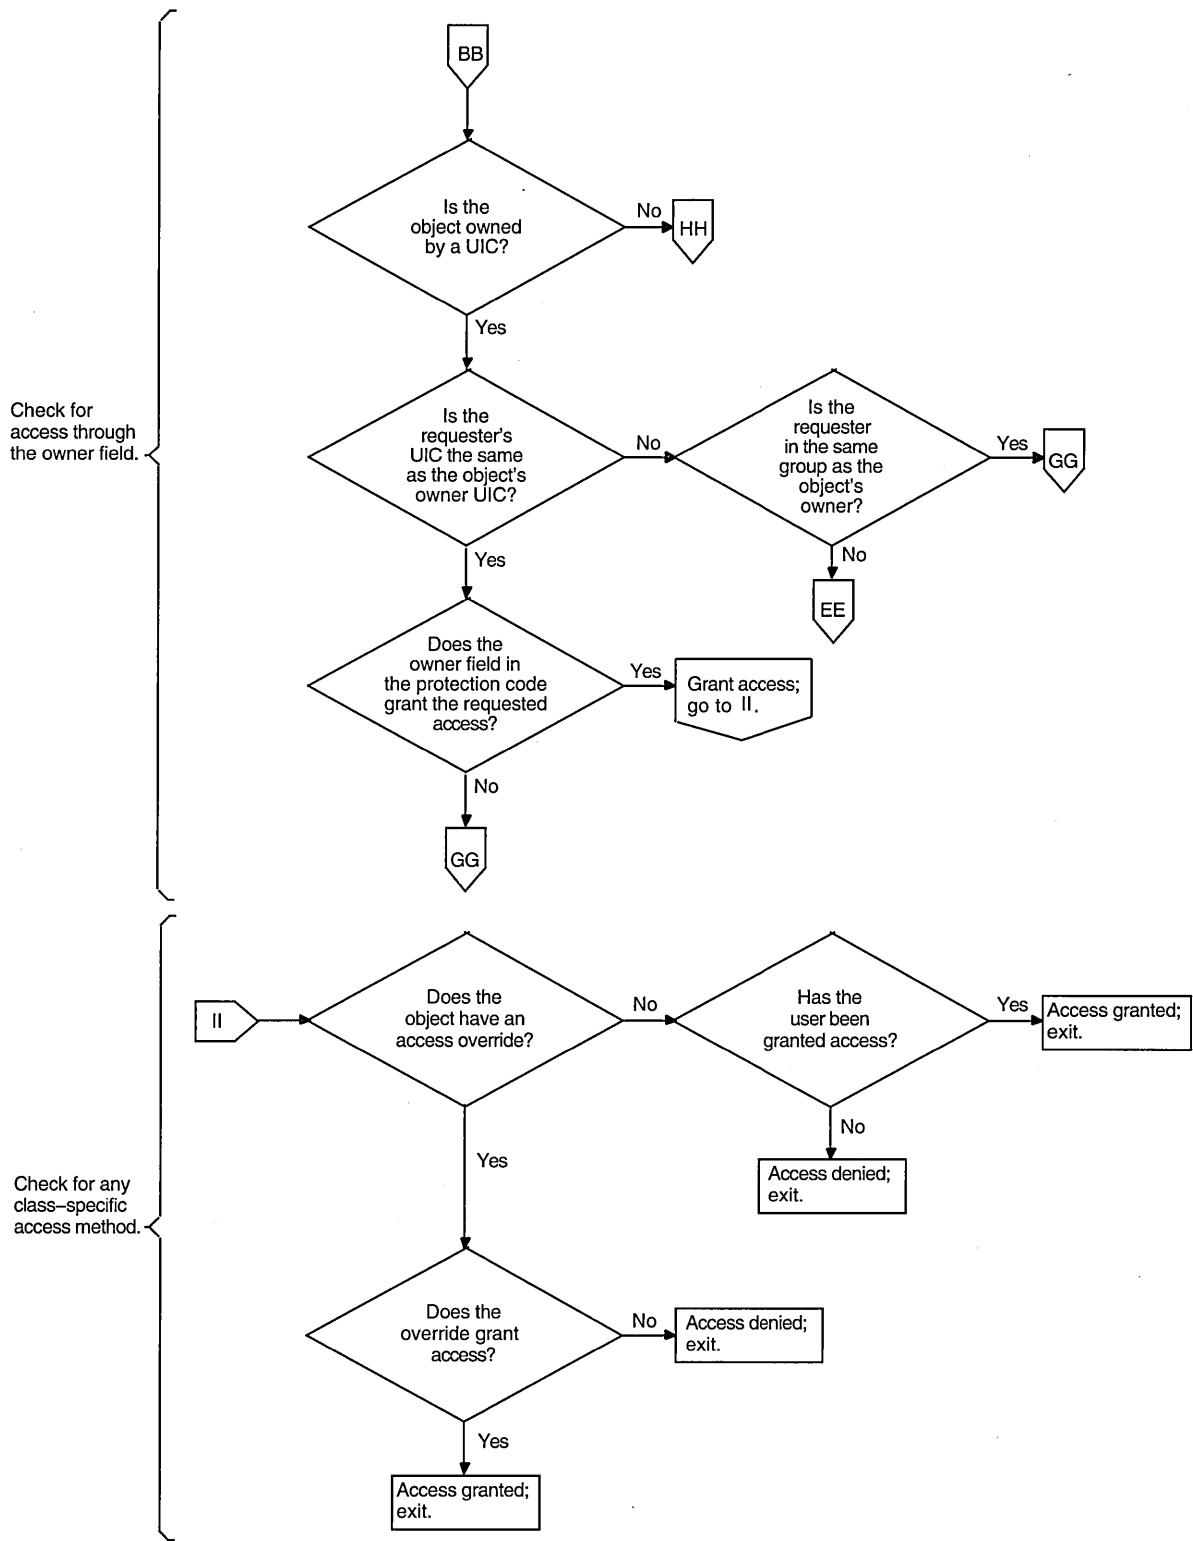 BB
Is the
object owned
by a UIC?
No
HH
Yes
Check for
access through
the owner field.
Is the
requester's
UIC the same
as the object's
owner UIC?
No
Is the
requester
in the same
group as the
object's
owner?
Yes
GG
Yes
No
EE
Does the
owner field in
the protection code
grant the requested
access?
Yes
Grant access;
go to II.
No
GG
II
Does the
object have an
access override?
No
Has the
user been
granted access?
Yes
Access granted;
exit.
No
Access denied;
exit.
Yes
Check for any
class–specific
access method.
Does the
override grant
access?
No
Access denied;
exit.
Yes
Access granted;
exit.